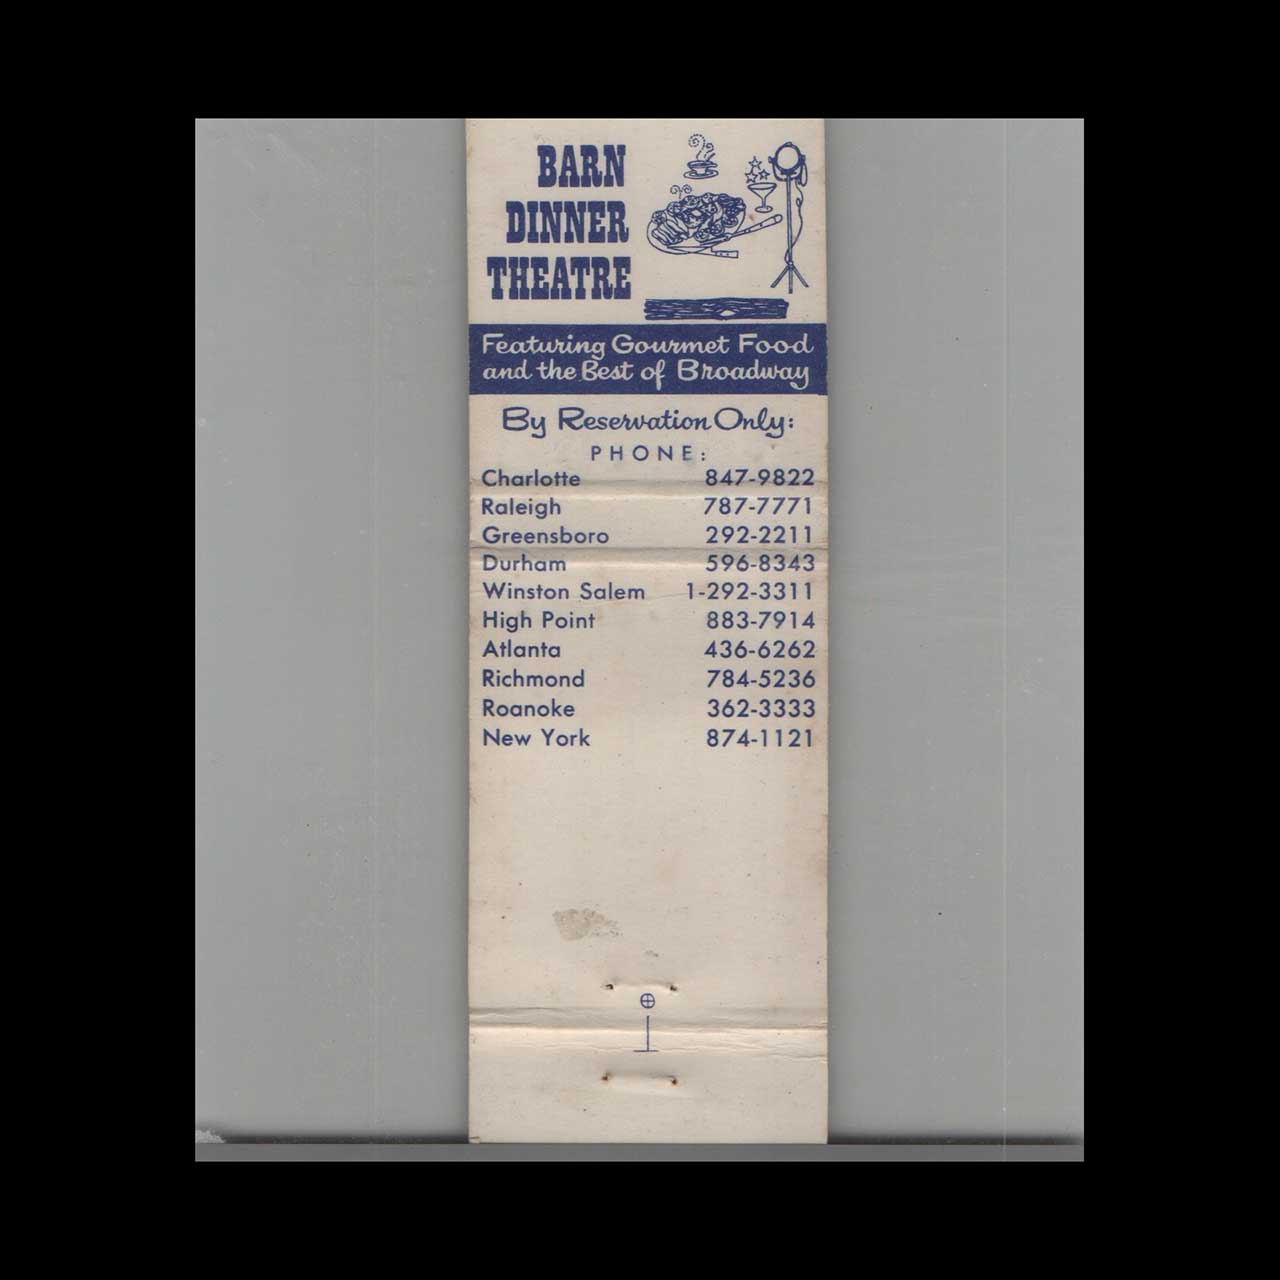 BARN
DINNER
THEATRE
Featuring Gourmet Food
and the Best of Broadway
By Reservation Only:
PHONE:
Charlotte 847-9822
Raleigh 787-7771
Greensboro 292-2211
Durham 596-8343
Winston Salem 1-292-3311
High Point 883-7914
Atlanta 436-6262
Richmond 784-5236
Roanoke 362-3333
New York 874-1121